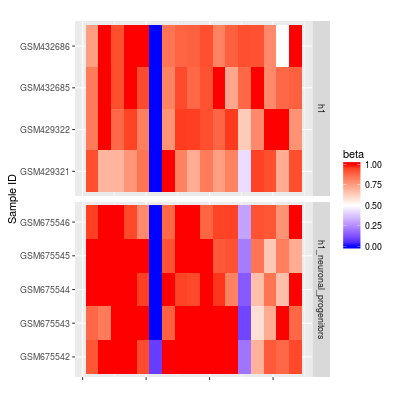 GSM432686
GSM432685
GSM429322
GSM429321
h1
GSM675546
GSM675545
GSM675544
GSM675543
GSM675542
h1_neuronal_progenitors
Sample ID
beta
1.00
0.75
0.50
0.25
0.00